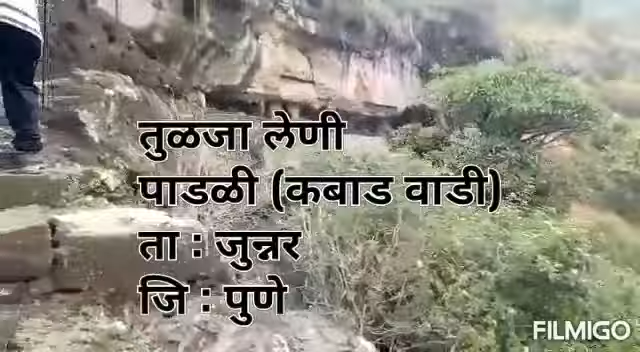 तुळजा लेणी
पाडळी (कबाड वाडी)
ता : जुन्नर
जि : पुणे
FILMIGO